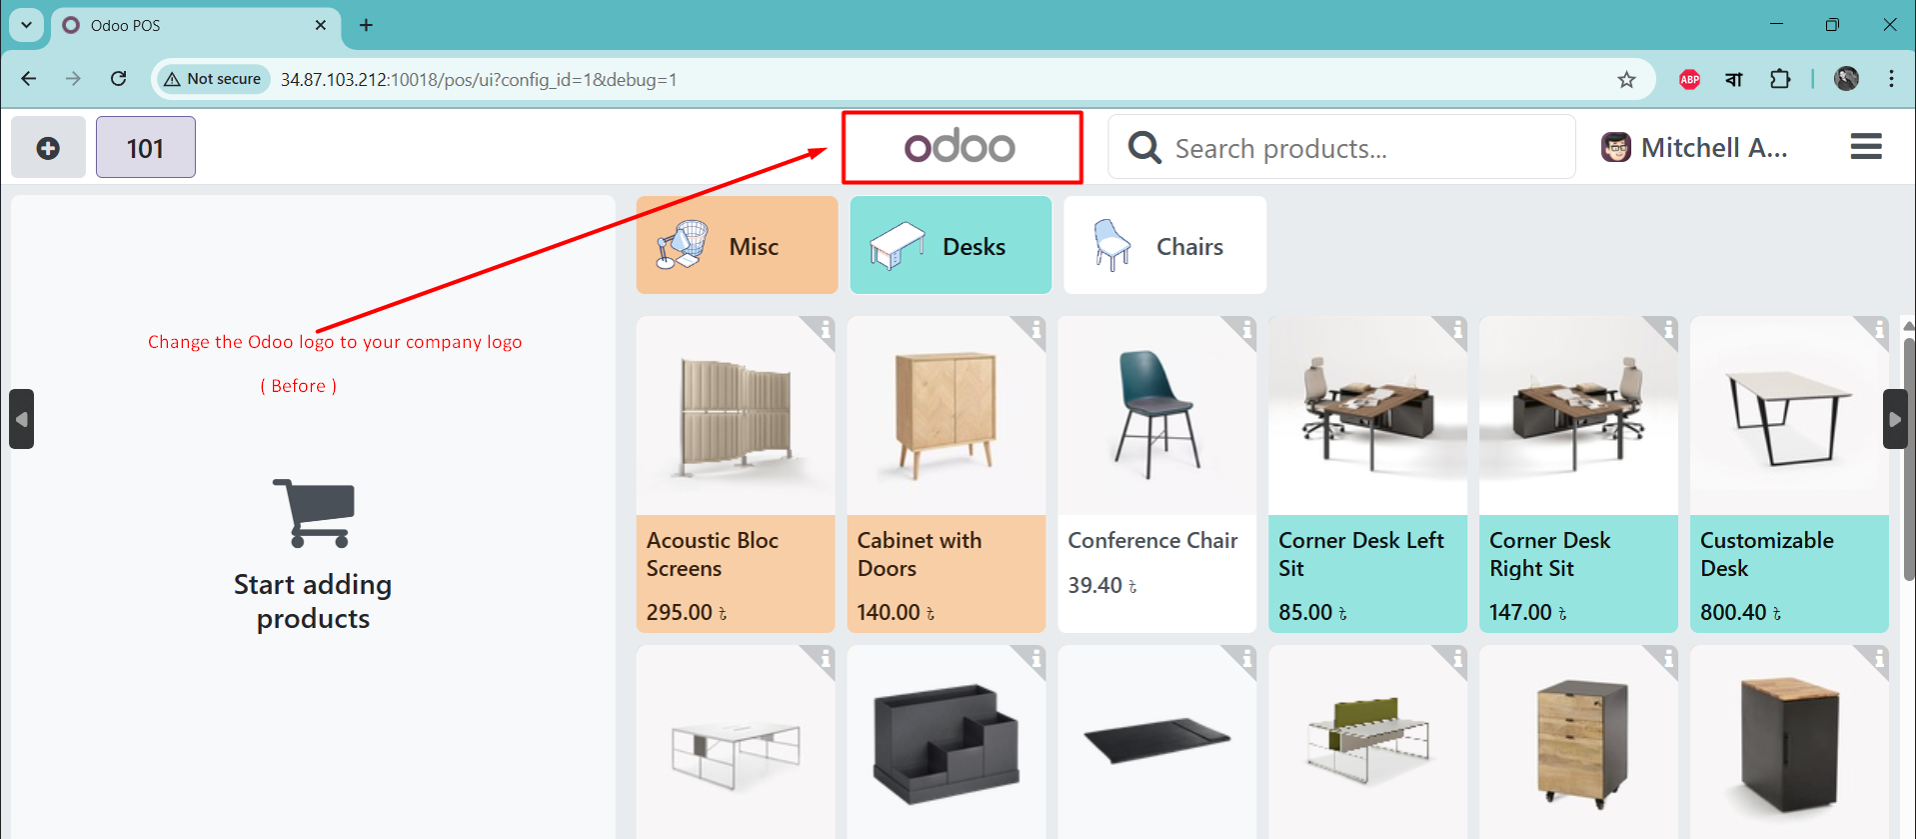 Odoo POS
Not secure
34.87.103.212:10018/pos/ui?config_id=1&debug=1
ABP
বা
101
odoo
Search products...
Mitchell A...
Misc
Desks
Chairs
Change the Odoo logo to your company logo
( Before )
Start adding
products
Acoustic Bloc
Screens
295.00 ৳
Cabinet with
Doors
140.00 ৳
Conference Chair
39.40 ৳
Corner Desk Left
Sit
85.00 ৳
Corner Desk
Right Sit
147.00 ৳
Customizable
Desk
800.40 ৳